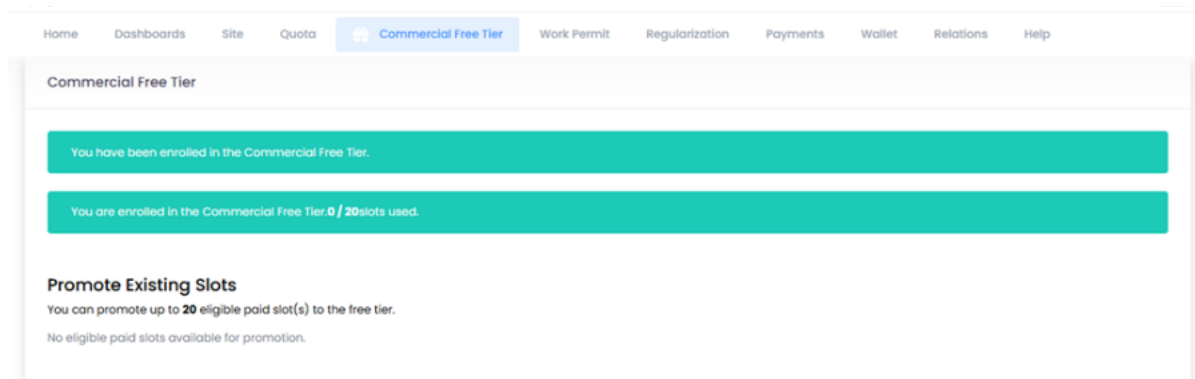 Home Dashboards Site Quota Commercial Free Tier Work Permit Regularization Payments Wallet Relations Help
Commercial Free Tier
You have been enrolled in the Commercial Free Tier.
You are enrolled in the Commercial Free Tier.0 / 20slots used.
Promote Existing Slots
You can promote up to 20 eligible paid slot(s) to the free tier.
No eligible paid slots available for promotion.